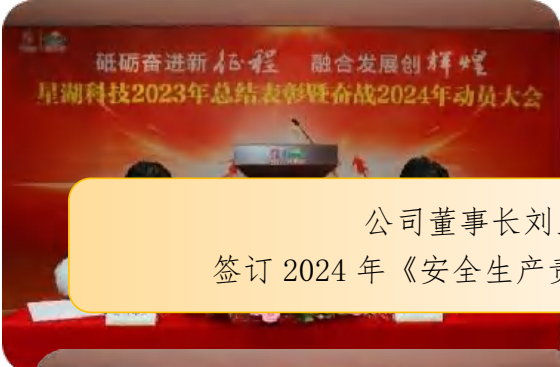 砥砺奋进新征程 融合发展创辉煌
星湖科技2023年总结表彰暨奋战2024年动员大会
公司董事长刘
签订 2024 年《安全生产责